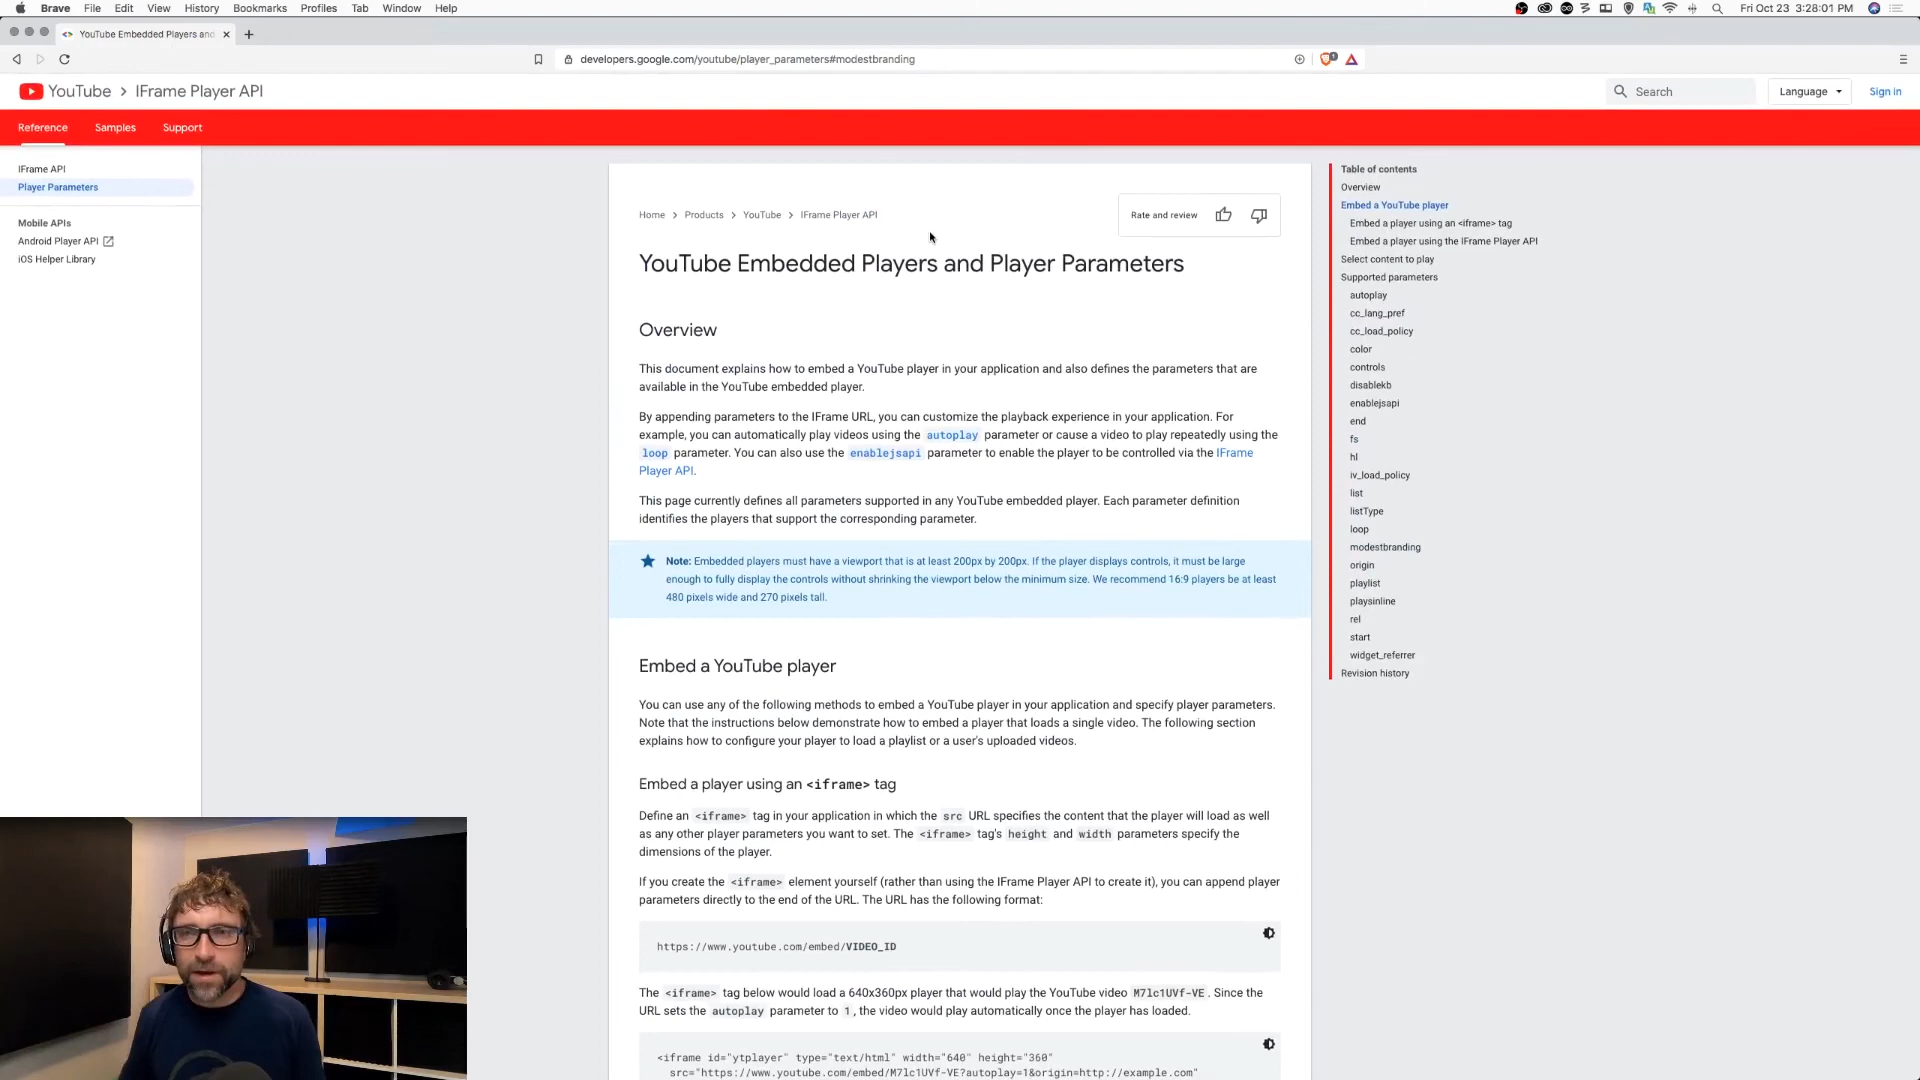 Brave File Edit View History Bookmarks Profiles Tab Window Help
Fri Oct 23 3:28:01 PM
YouTube Embedded Players and
developers.google.com/youtube/player_parameters#modestbranding
YouTube > IFrame Player API
Search
Language
Sign in
Reference Samples Support
IFrame API
Player Parameters
Mobile APIs
Android Player API
iOS Helper Library
Home > Products > YouTube > IFrame Player API
Rate and review
YouTube Embedded Players and Player Parameters
Overview
This document explains how to embed a YouTube player in your application and also defines the parameters that are
available in the YouTube embedded player.
By appending parameters to the IFrame URL, you can customize the playback experience in your application. For
example, you can automatically play videos using the autoplay parameter or cause a video to play repeatedly using the
loop parameter. You can also use the enablejsapi parameter to enable the player to be controlled via the IFrame
Player API.
This page currently defines all parameters supported in any YouTube embedded player. Each parameter definition
identifies the players that support the corresponding parameter.
Note: Embedded players must have a viewport that is at least 200px by 200px. If the player displays controls, it must be large
enough to fully display the controls without shrinking the viewport below the minimum size. We recommend 16:9 players be at least
480 pixels wide and 270 pixels tall.
Embed a YouTube player
You can use any of the following methods to embed a YouTube player in your application and specify player parameters.
Note that the instructions below demonstrate how to embed a player that loads a single video. The following section
explains how to configure your player to load a playlist or a user's uploaded videos.
Embed a player using an <iframe> tag
Define an <iframe> tag in your application in which the src URL specifies the content that the player will load as well
as any other player parameters you want to set. The <iframe> tag's height and width parameters specify the
dimensions of the player.
If you create the <iframe> element yourself (rather than using the IFrame Player API to create it), you can append player
parameters directly to the end of the URL. The URL has the following format:
https://www.youtube.com/embed/VIDEO_ID
The <iframe> tag below would load a 640x360px player that would play the YouTube video M7lc1UVf-VE. Since the
URL sets the autoplay parameter to 1, the video would play automatically once the player has loaded.
<iframe id="ytplayer" type="text/html" width="640" height="360"
src="https://www.youtube.com/embed/M7lc1UVf-VE?autoplay=1&origin=http://example.com"
Table of contents
Overview
Embed a YouTube player
Embed a player using an <iframe> tag
Embed a player using the IFrame Player API
Select content to play
Supported parameters
autoplay
cc_lang_pref
cc_load_policy
color
controls
disablekb
enablejsapi
end
fs
hl
iv_load_policy
list
listType
loop
modestbranding
origin
playlist
playsinline
rel
start
widget_referrer
Revision history